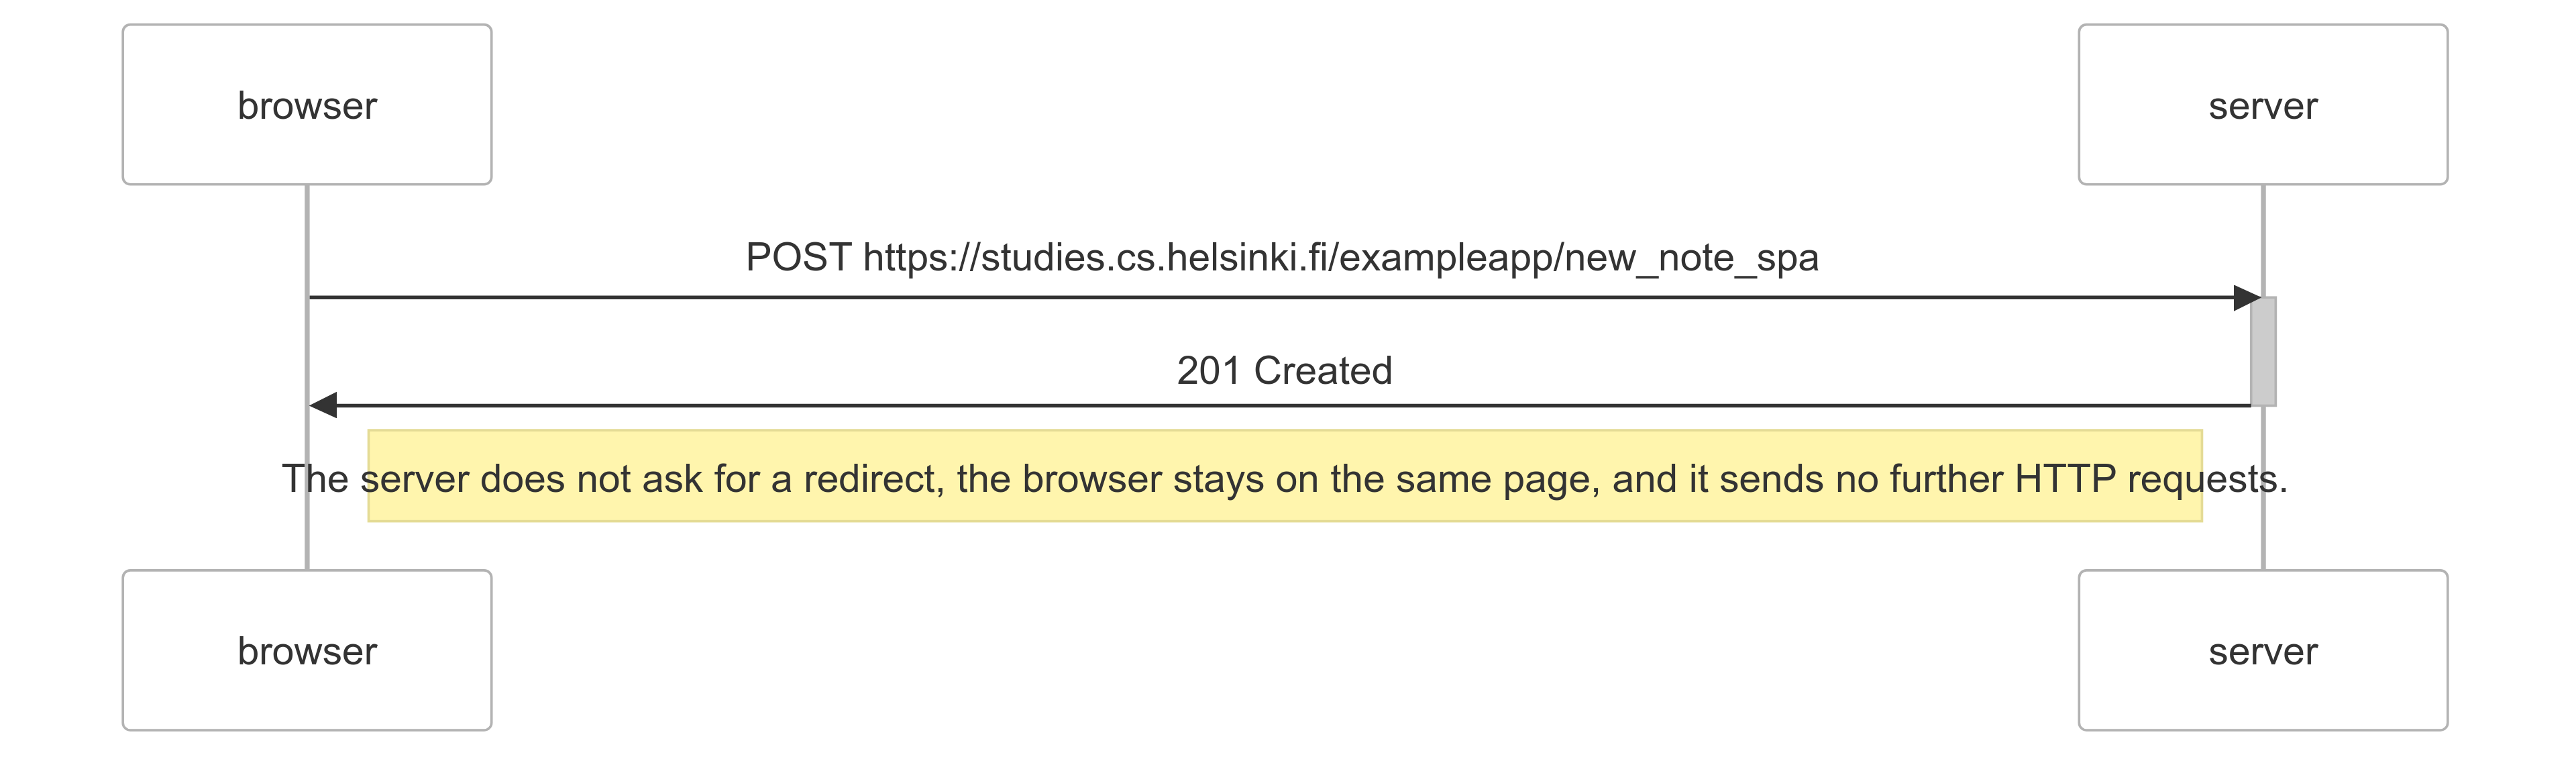 browser
server
POST https://studies.cs.helsinki.fi/exampleapp/new_note_spa
201 Created
The server does not ask for a redirect, the browser stays on the same page, and it sends no further HTTP requests.
browser
server